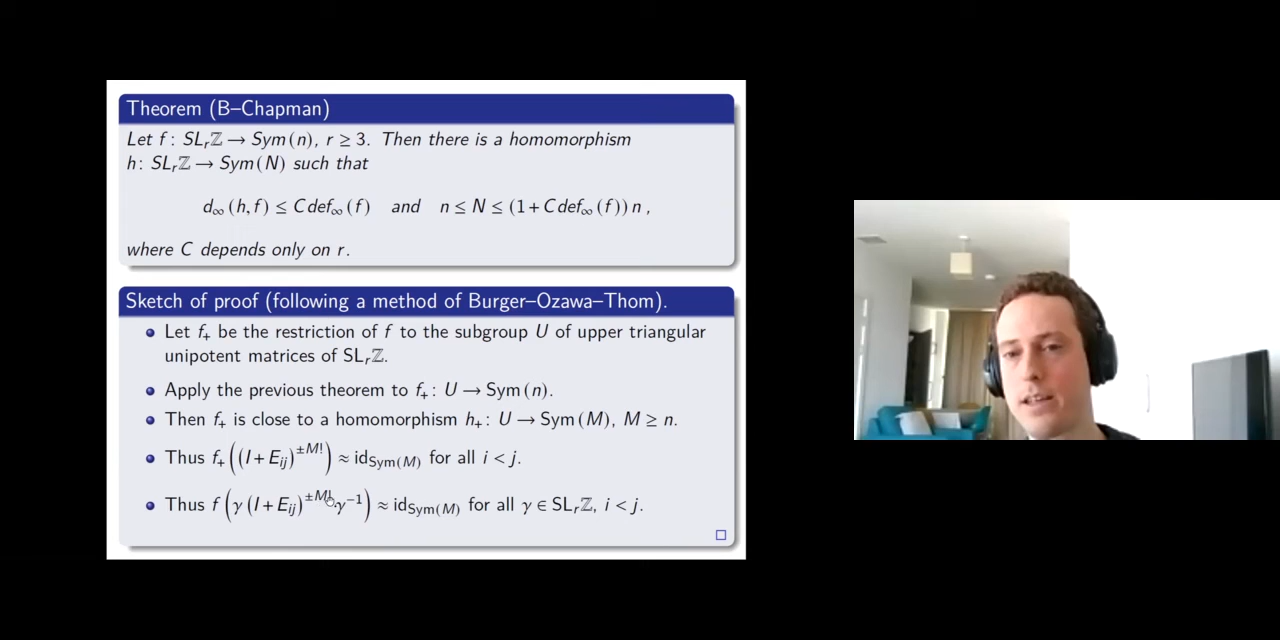 Theorem (B–Chapman)
Let f : SL_rℤ → Sym(n), r ≥ 3. Then there is a homomorphism
h : SL_rℤ → Sym(N) such that
d_∞(h, f) ≤ C def_∞(f) and n ≤ N ≤ (1 + C def_∞(f)) n ,
where C depends only on r.
Sketch of proof (following a method of Burger–Ozawa–Thom).
Let f_+ be the restriction of f to the subgroup U of upper triangular
unipotent matrices of SL_rℤ.
Apply the previous theorem to f_+ : U → Sym(n).
Then f_+ is close to a homomorphism h_+ : U → Sym(M), M ≥ n.
Thus f_+((I + E_ij)^{±M!}) ≈ id_{Sym(M)} for all i < j.
Thus f(γ(I + E_ij)^{±M!}γ^{-1}) ≈ id_{Sym(M)} for all γ ∈ SL_rℤ, i < j.